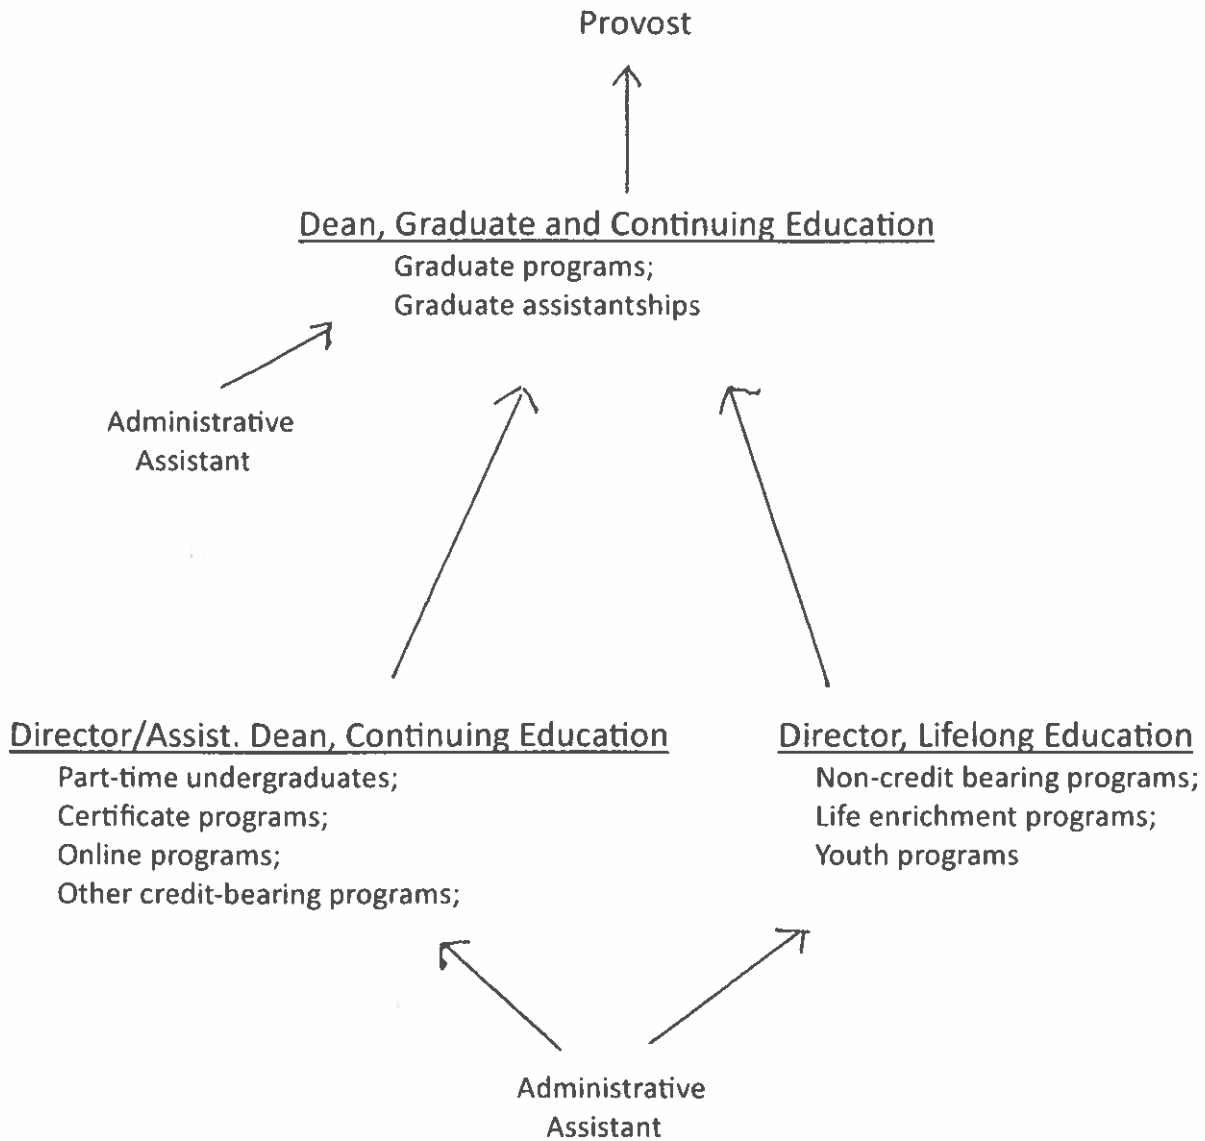 Provost
Dean, Graduate and Continuing Education
Graduate programs;
Graduate assistantships
Administrative
Assistant
Director/Assist. Dean, Continuing Education
Part-time undergraduates;
Certificate programs;
Online programs;
Other credit-bearing programs;
Director, Lifelong Education
Non-credit bearing programs;
Life enrichment programs;
Youth programs
Administrative
Assistant